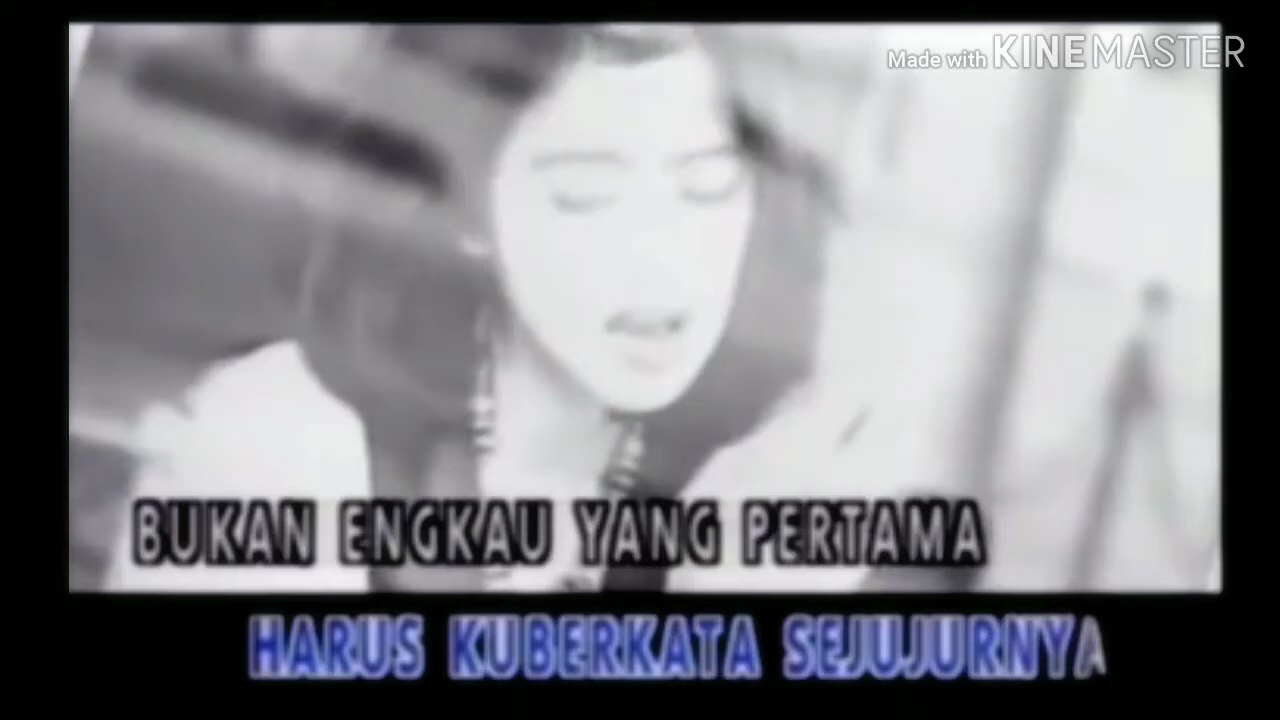 Made with KINEMASTER
BUKAN ENGKAU YANG PERTAMA
HARUS KUBERKATA SEJUJURNYA